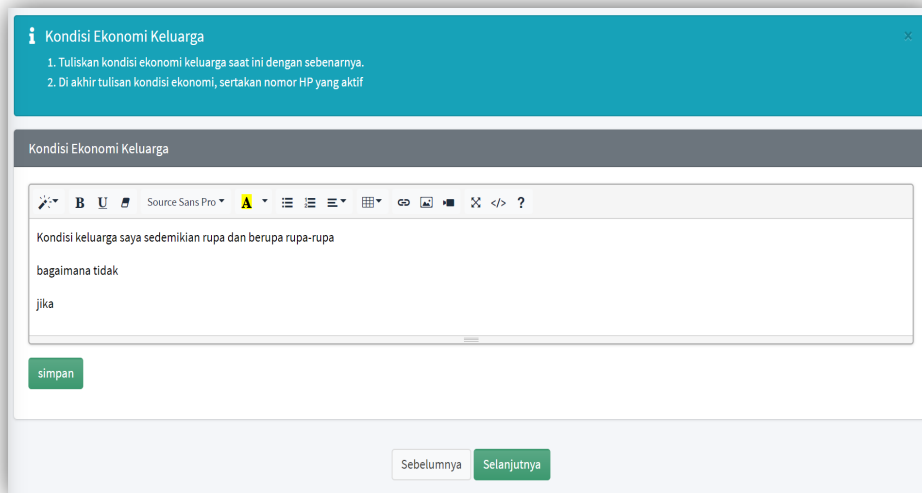 Kondisi Ekonomi Keluarga
1. Tuliskan kondisi ekonomi keluarga saat ini dengan sebenarnya.
2. Di akhir tulisan kondisi ekonomi, sertakan nomor HP yang aktif
Kondisi Ekonomi Keluarga
B U Source Sans Pro A </> ?
Kondisi keluarga saya sedemikian rupa dan berupa rupa-rupa
bagaimana tidak
jika
simpan
Sebelumnya Selanjutnya